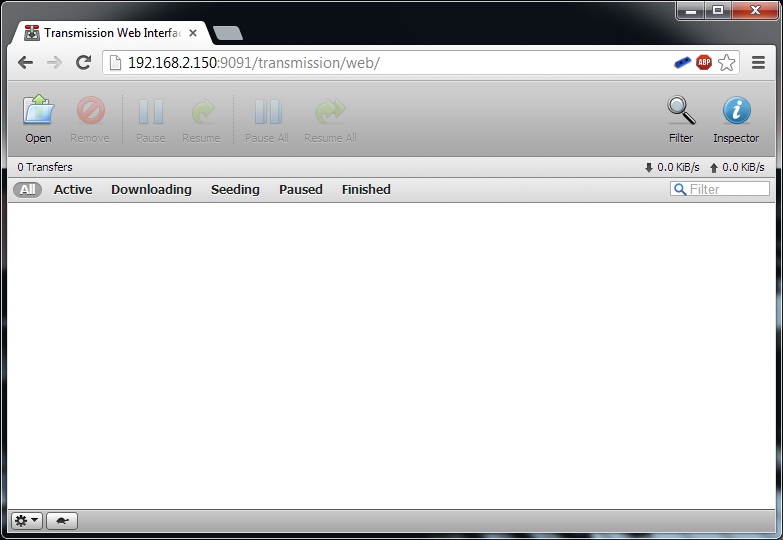 Transmission Web Interfac
192.168.2.150:9091/transmission/web/
ABP
Open Remove Pause Resume Pause All Resume All Filter Inspector
0 Transfers 0.0 KiB/s 0.0 KiB/s
All Active Downloading Seeding Paused Finished Filter